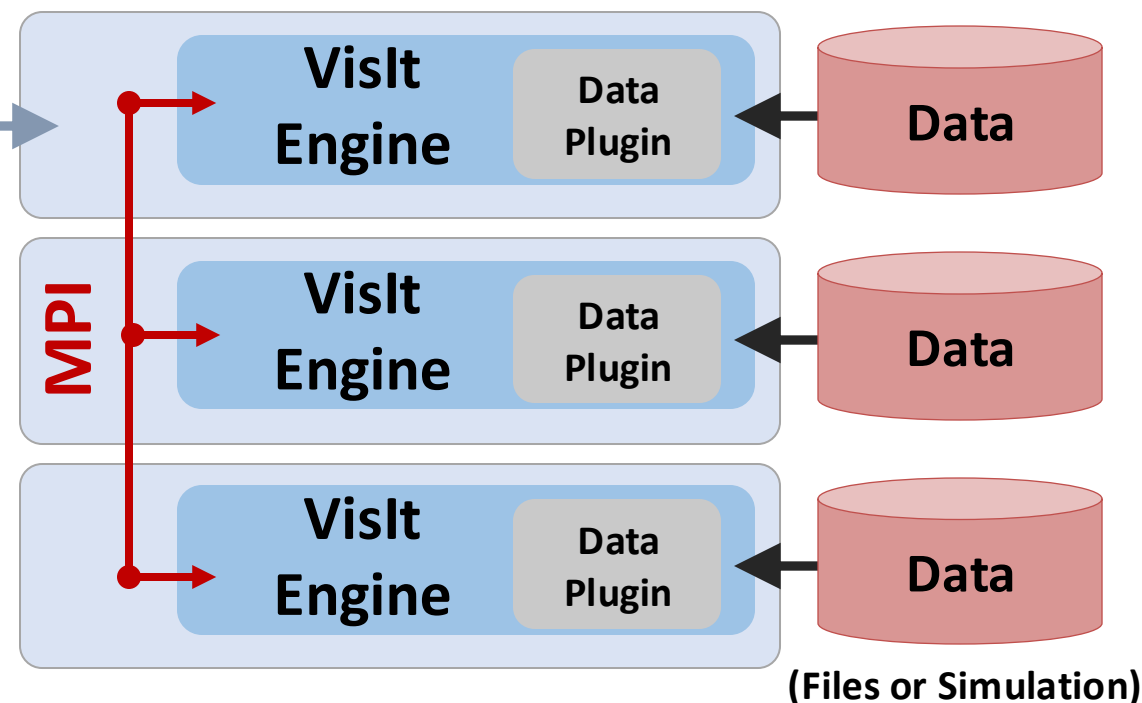 VisIt
Engine
Data
Plugin
Data
MPI
VisIt
Engine
Data
Plugin
Data
VisIt
Engine
Data
Plugin
Data
(Files or Simulation)